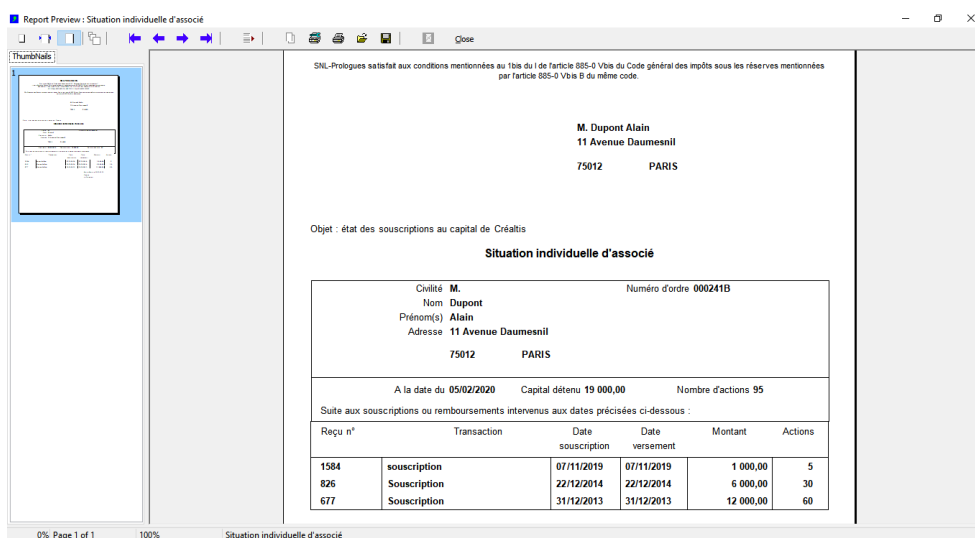 Report Preview : Situation individuelle d'associé
Close
ThumbNails
1
SNL-Prologues satisfait aux conditions mentionnées au 1bis du I de l'article 885-0 Vbis du Code général des impôts sous les réserves mentionnées
par l'article 885-0 Vbis B du même code.
M. Dupont Alain
11 Avenue Daumesnil
75012 PARIS
Objet : état des souscriptions au capital de Créaltis
Situation individuelle d'associé
Civilité M. Numéro d'ordre 000241B
Nom Dupont
Prénom(s) Alain
Adresse 11 Avenue Daumesnil
75012 PARIS
A la date du 05/02/2020 Capital détenu 19 000,00 Nombre d'actions 95
Suite aux souscriptions ou remboursements intervenus aux dates précisées ci-dessous :
Reçu n° Transaction Date Date Montant Actions
souscription versement
1584 souscription 07/11/2019 07/11/2019 1 000,00 5
826 Souscription 22/12/2014 22/12/2014 6 000,00 30
677 Souscription 31/12/2013 31/12/2013 12 000,00 60
0% Page 1 of 1 100% Situation individuelle d'associé